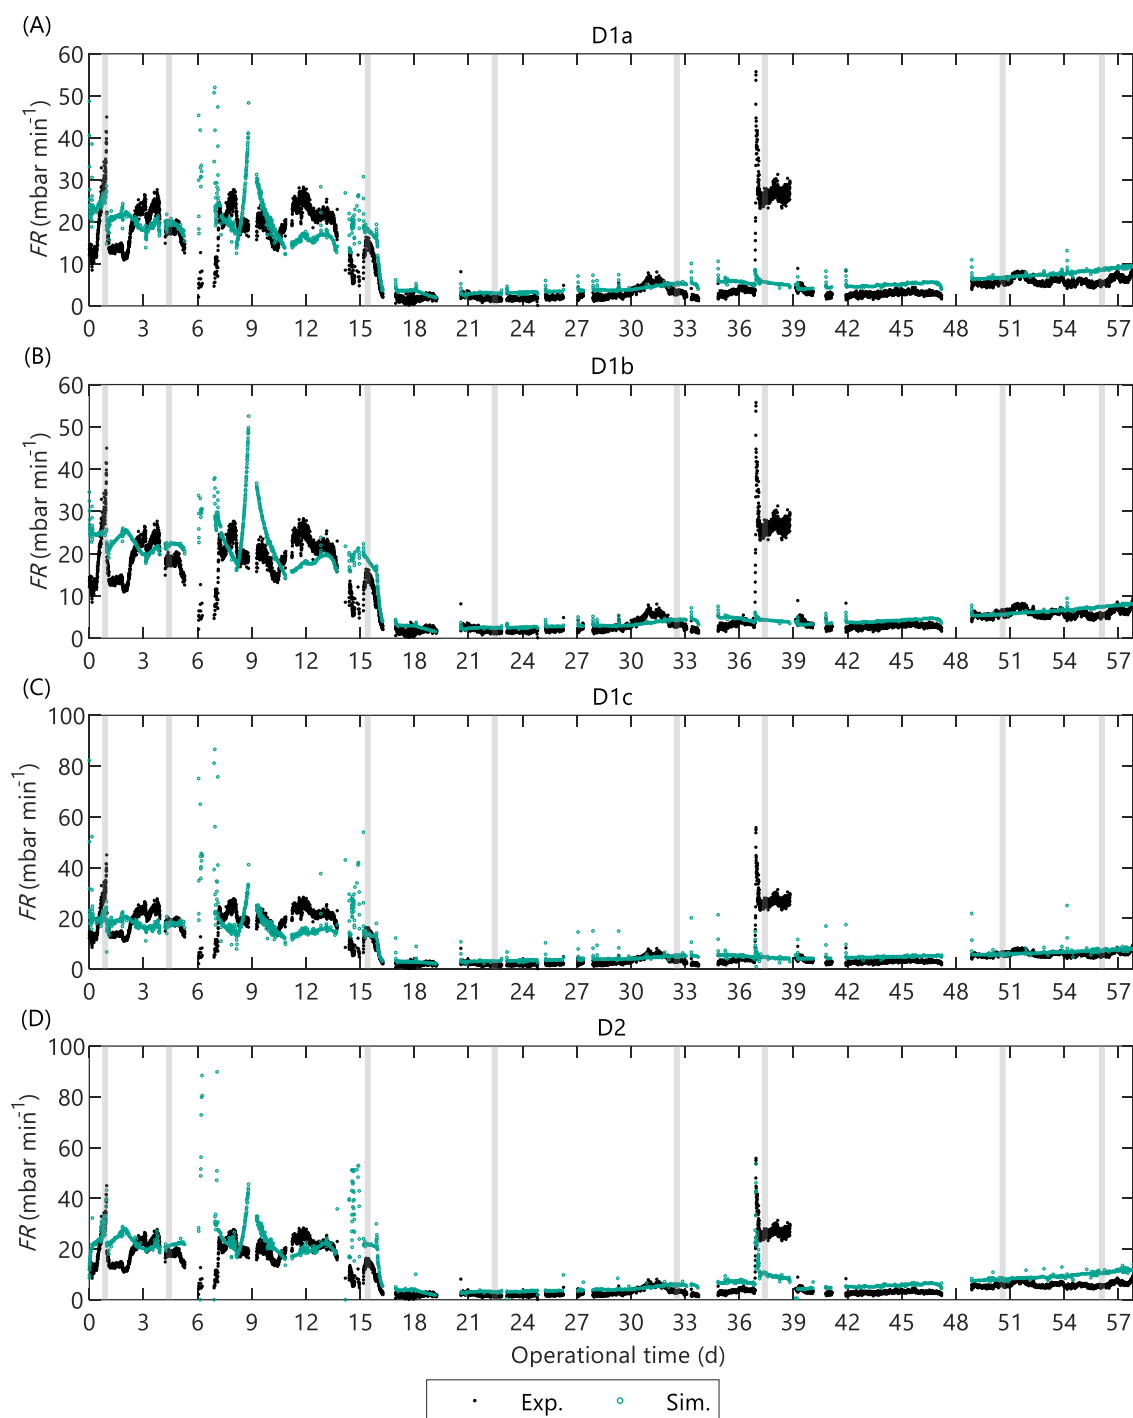 (A)
D1a
60
50
40
30
20
10
0
FR (mbar min⁻¹)
0 3 6 9 12 15 18 21 24 27 30 33 36 39 42 45 48 51 54 57
(B)
D1b
60
50
40
30
20
10
0
FR (mbar min⁻¹)
0 3 6 9 12 15 18 21 24 27 30 33 36 39 42 45 48 51 54 57
(C)
D1c
100
80
60
40
20
0
FR (mbar min⁻¹)
0 3 6 9 12 15 18 21 24 27 30 33 36 39 42 45 48 51 54 57
(D)
D2
100
80
60
40
20
0
FR (mbar min⁻¹)
0 3 6 9 12 15 18 21 24 27 30 33 36 39 42 45 48 51 54 57
Operational time (d)
Exp. Sim.